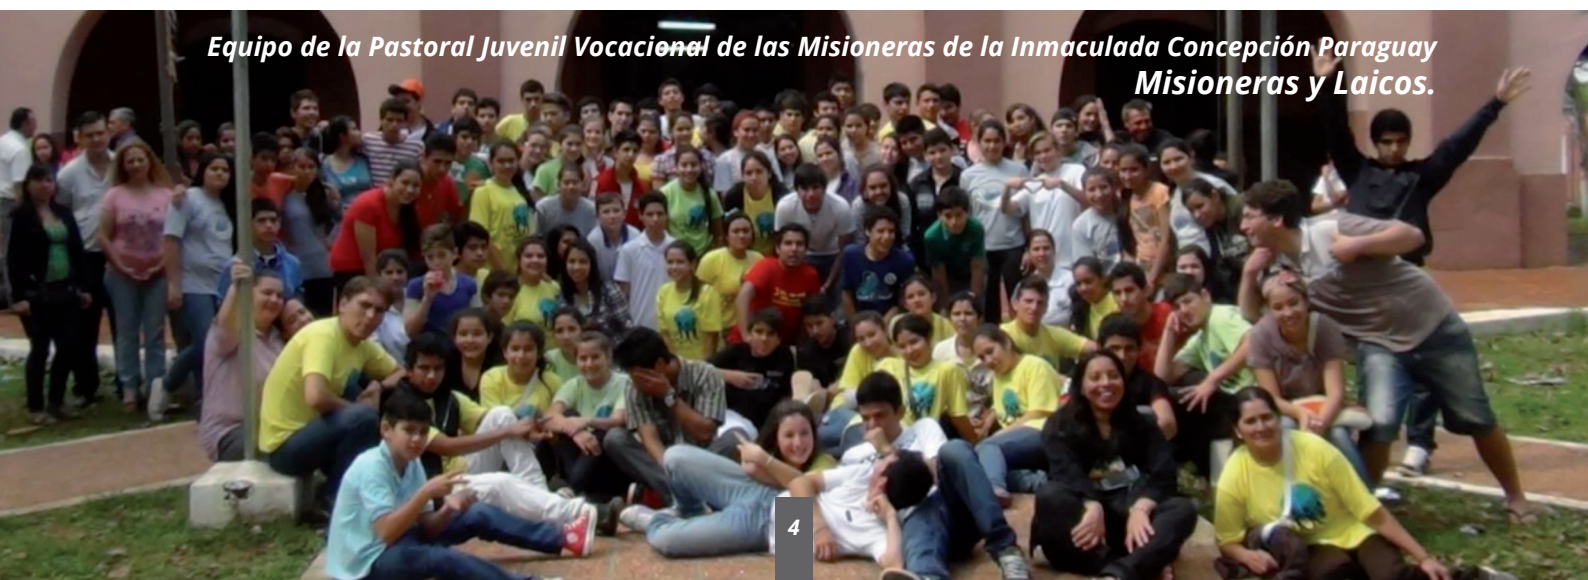 Equipo de la Pastoral Juvenil Vocacional de las Misioneras de la Inmaculada Concepción Paraguay
Misioneras y Laicos.
4